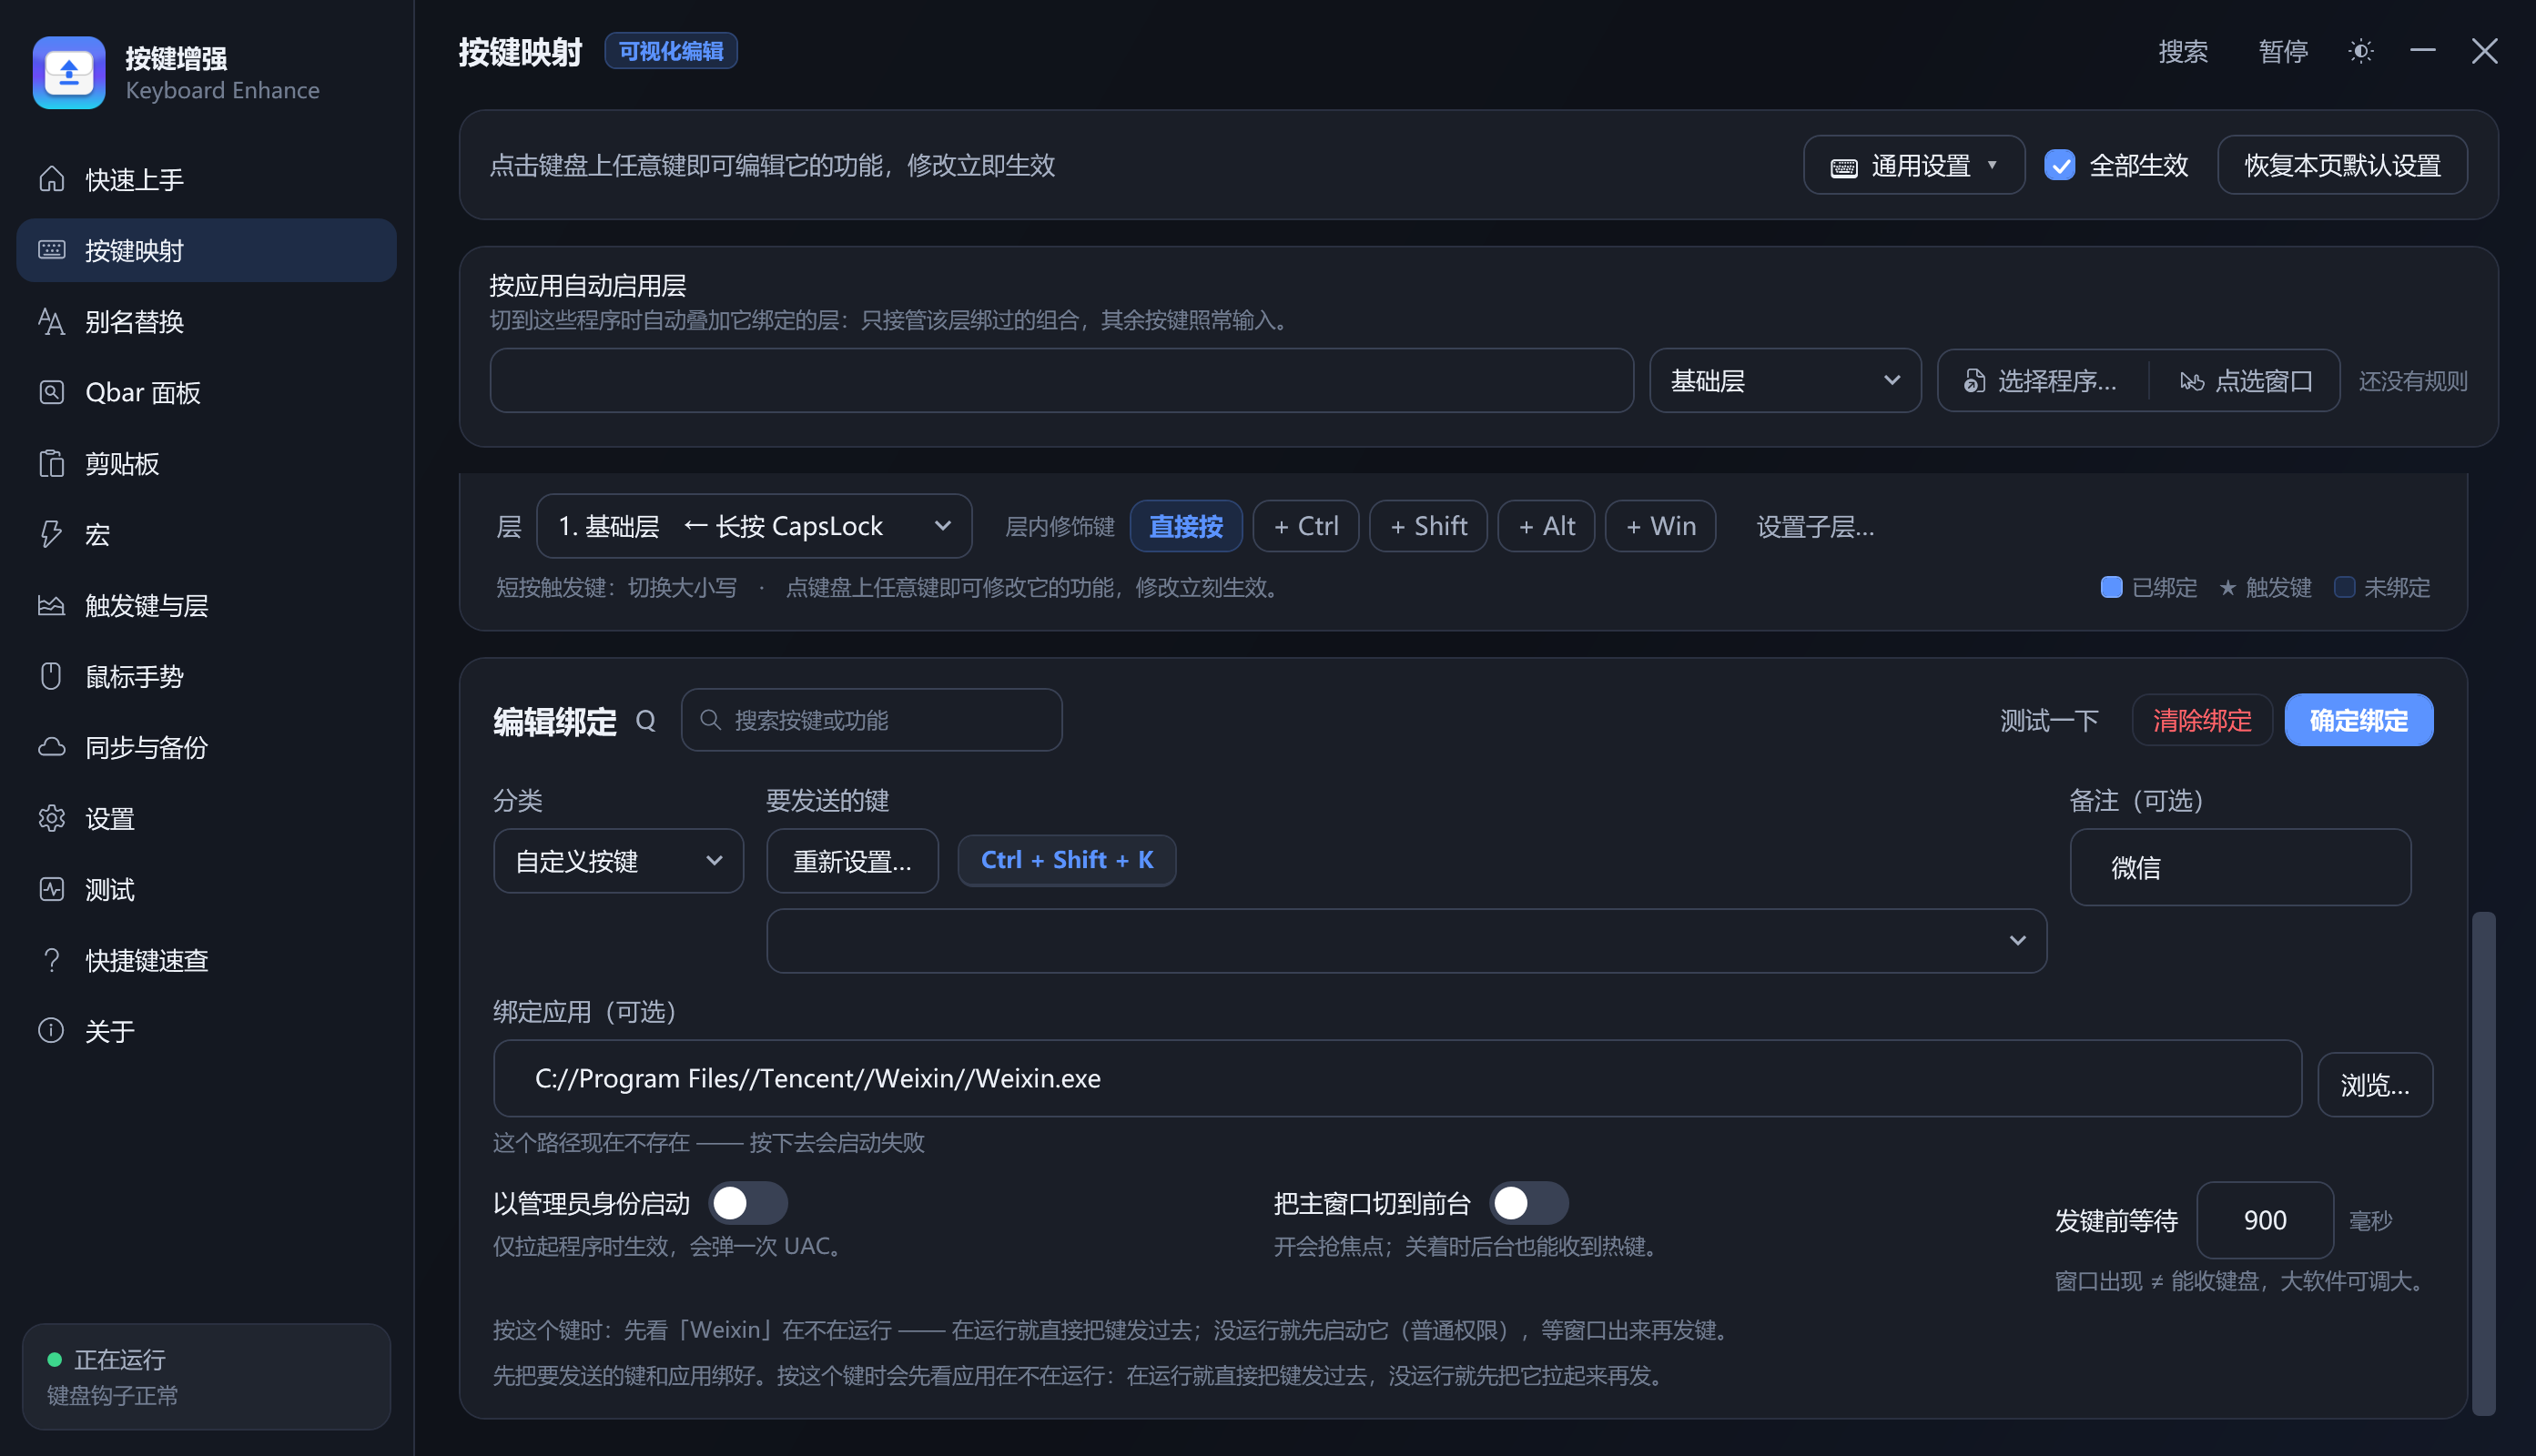 按键增强
Keyboard Enhance
快速上手
按键映射
别名替换
Qbar 面板
剪贴板
宏
触发键与层
鼠标手势
同步与备份
设置
测试
快捷键速查
关于
正在运行
键盘钩子正常
按键映射 可视化编辑 搜索 暂停
点击键盘上任意键即可编辑它的功能，修改立即生效 通用设置 全部生效 恢复本页默认设置
按应用自动启用层
切到这些程序时自动叠加它绑定的层：只接管该层绑过的组合，其余按键照常输入。
基础层 选择程序... 点选窗口 还没有规则
层 1. 基础层 ← 长按 CapsLock 层内修饰键 直接按 + Ctrl + Shift + Alt + Win 设置子层...
短按触发键：切换大小写 · 点键盘上任意键即可修改它的功能，修改立刻生效。 已绑定 ★ 触发键 未绑定
编辑绑定 Q 搜索按键或功能 测试一下 清除绑定 确定绑定
分类 要发送的键 备注（可选）
自定义按键 重新设置... Ctrl + Shift + K 微信
绑定应用（可选）
C://Program Files//Tencent//Weixin//Weixin.exe 浏览...
这个路径现在不存在 —— 按下去会启动失败
以管理员身份启动 把主窗口切到前台 发键前等待 900 毫秒
仅拉起程序时生效，会弹一次 UAC。 开会抢焦点；关着时后台也能收到热键。
窗口出现 ≠ 能收键盘，大软件可调大。
按这个键时：先看「Weixin」在不在运行 —— 在运行就直接把键发过去；没运行就先启动它（普通权限），等窗口出来再发键。
先把要发送的键和应用绑好。按这个键时会先看应用在不在运行：在运行就直接把键发过去，没运行就先把它拉起来再发。